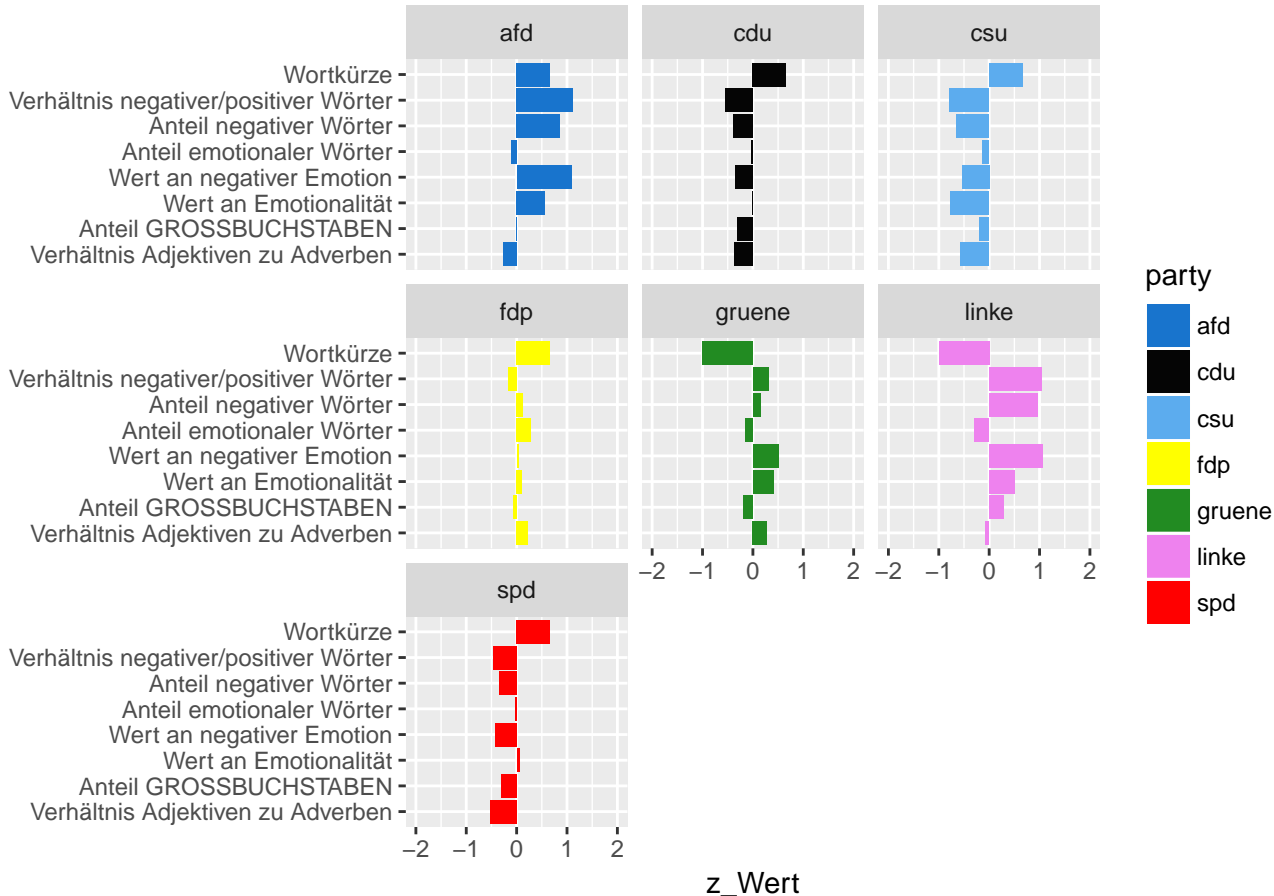 afd
cdu
csu
Wortkürze
Verhältnis negativer/positiver Wörter
Anteil negativer Wörter
Anteil emotionaler Wörter
Wert an negativer Emotion
Wert an Emotionalität
Anteil GROSSBUCHSTABEN
Verhältnis Adjektiven zu Adverben
fdp
gruene
linke
Wortkürze
Verhältnis negativer/positiver Wörter
Anteil negativer Wörter
Anteil emotionaler Wörter
Wert an negativer Emotion
Wert an Emotionalität
Anteil GROSSBUCHSTABEN
Verhältnis Adjektiven zu Adverben
−2 −1 0 1 2
−2 −1 0 1 2
spd
Wortkürze
Verhältnis negativer/positiver Wörter
Anteil negativer Wörter
Anteil emotionaler Wörter
Wert an negativer Emotion
Wert an Emotionalität
Anteil GROSSBUCHSTABEN
Verhältnis Adjektiven zu Adverben
−2 −1 0 1 2
z_Wert
party
afd
cdu
csu
fdp
gruene
linke
spd